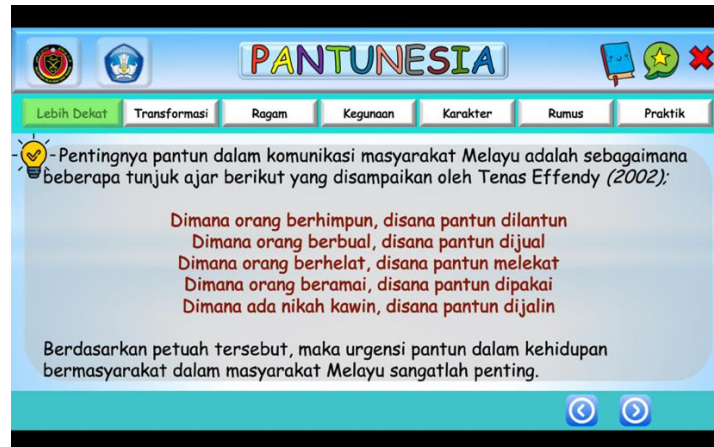 PANTUNESIA
Lebih Dekat
Transformasi
Ragam
Kegunaan
Karakter
Rumus
Praktik
-Pentingnya pantun dalam komunikasi masyarakat Melayu adalah sebagaimana
beberapa tunjuk ajar berikut yang disampaikan oleh Tenas Effendy (2002);
Dimana orang berhimpun, disana pantun dilantun
Dimana orang berbual, disana pantun dijual
Dimana orang berhelat, disana pantun melekat
Dimana orang beramai, disana pantun dipakai
Dimana ada nikah kawin, disana pantun dijalin
Berdasarkan petuah tersebut, maka urgensi pantun dalam kehidupan
bermasyarakat dalam masyarakat Melayu sangatlah penting.